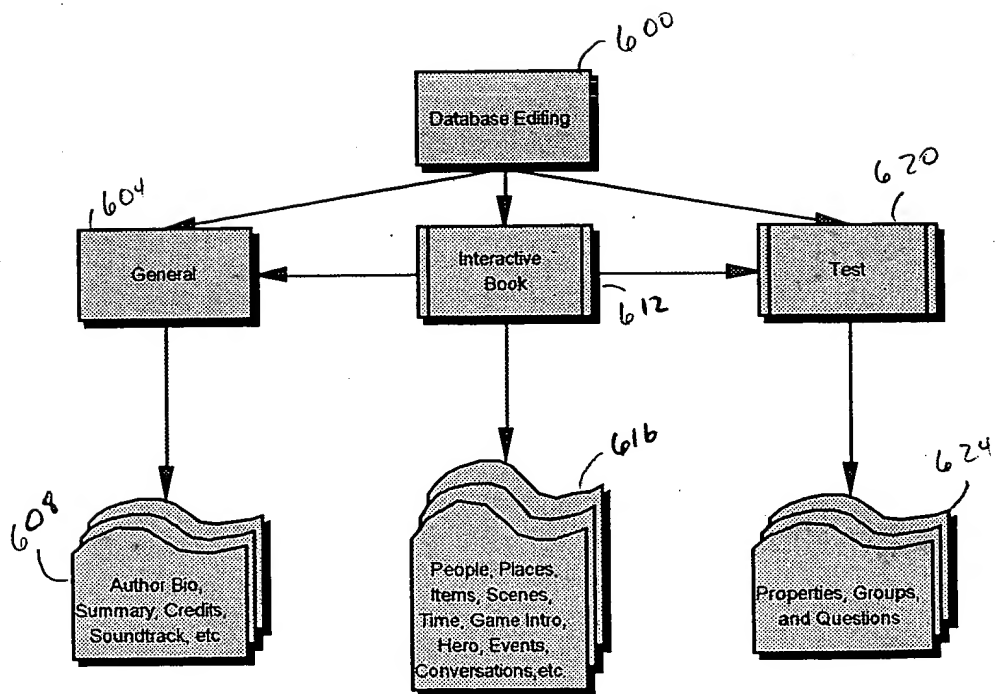 600
Database Editing
604
620
General
Interactive
Book
Test
612
616
624
608
Author Bio,
Summary, Credits,
Soundtrack, etc
People, Places,
Items, Scenes,
Time, Game Intro,
Hero, Events,
Conversations,etc.
Properties, Groups,
and Questions